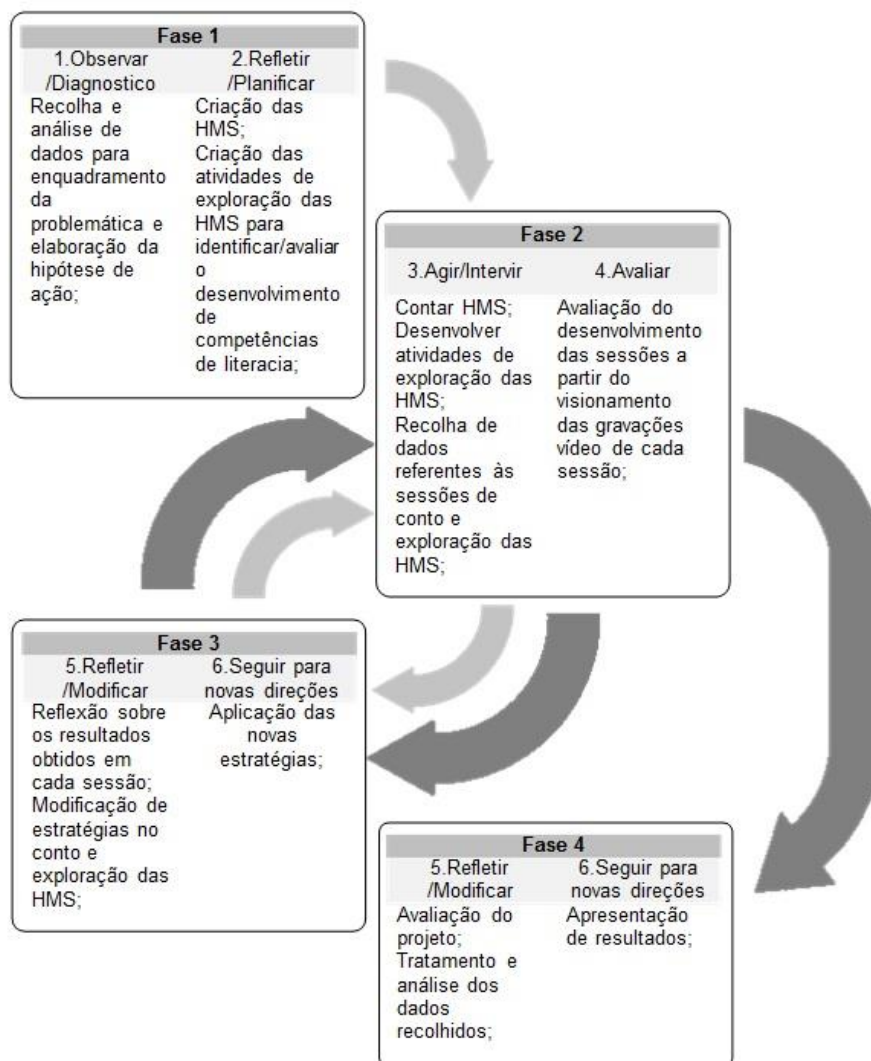 Fase 1
1.Observar
/Diagnostico
Recolha e
análise de
dados para
enquadramento
da
problemática e
elaboração da
hipótese de
ação;
2.Refletir
/Planificar
Criação das
HMS;
Criação das
atividades de
exploração das
HMS para
identificar/avaliar
o
desenvolvimento
de
competências
de literacia;
Fase 2
3.Agir/Intervir
Contar HMS;
Desenvolver
atividades de
exploração das
HMS;
Recolha de
dados
referentes às
sessões de
conto e
exploração das
HMS;
4.Avaliar
Avaliação do
desenvolvimento
das sessões a
partir do
visionamento
das gravações
vídeo de cada
sessão;
Fase 3
5.Refletir
/Modificar
Reflexão sobre
os resultados
obtidos em
cada sessão;
Modificação de
estratégias no
conto e
exploração das
HMS;
6.Seguir para
novas direções
Aplicação das
novas
estratégias;
Fase 4
5.Refletir
/Modificar
Avaliação do
projeto;
Tratamento e
análise dos
dados
recolhidos;
6.Seguir para
novas direções
Apresentação
de resultados;